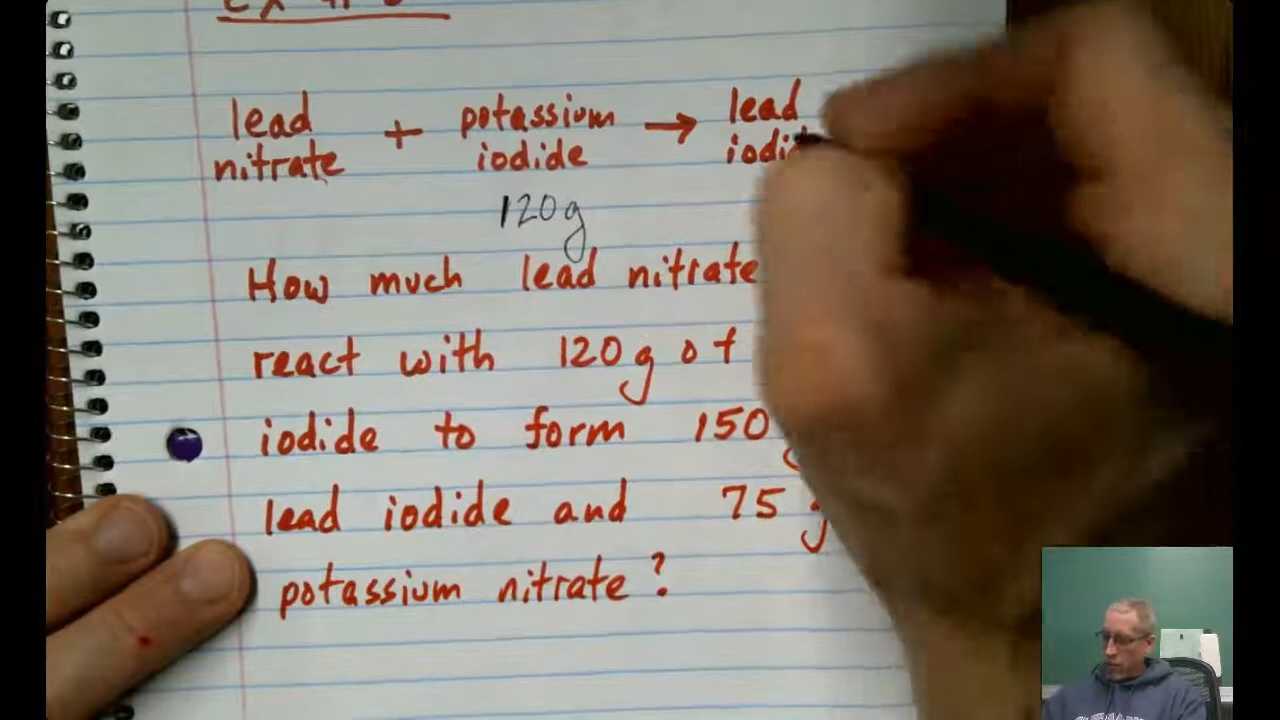 lead + potassium → lead
nitrate iodide
120g
How much lead nitrate
react with 120g of
iodide to form 150
lead iodide and 75 g
potassium nitrate?